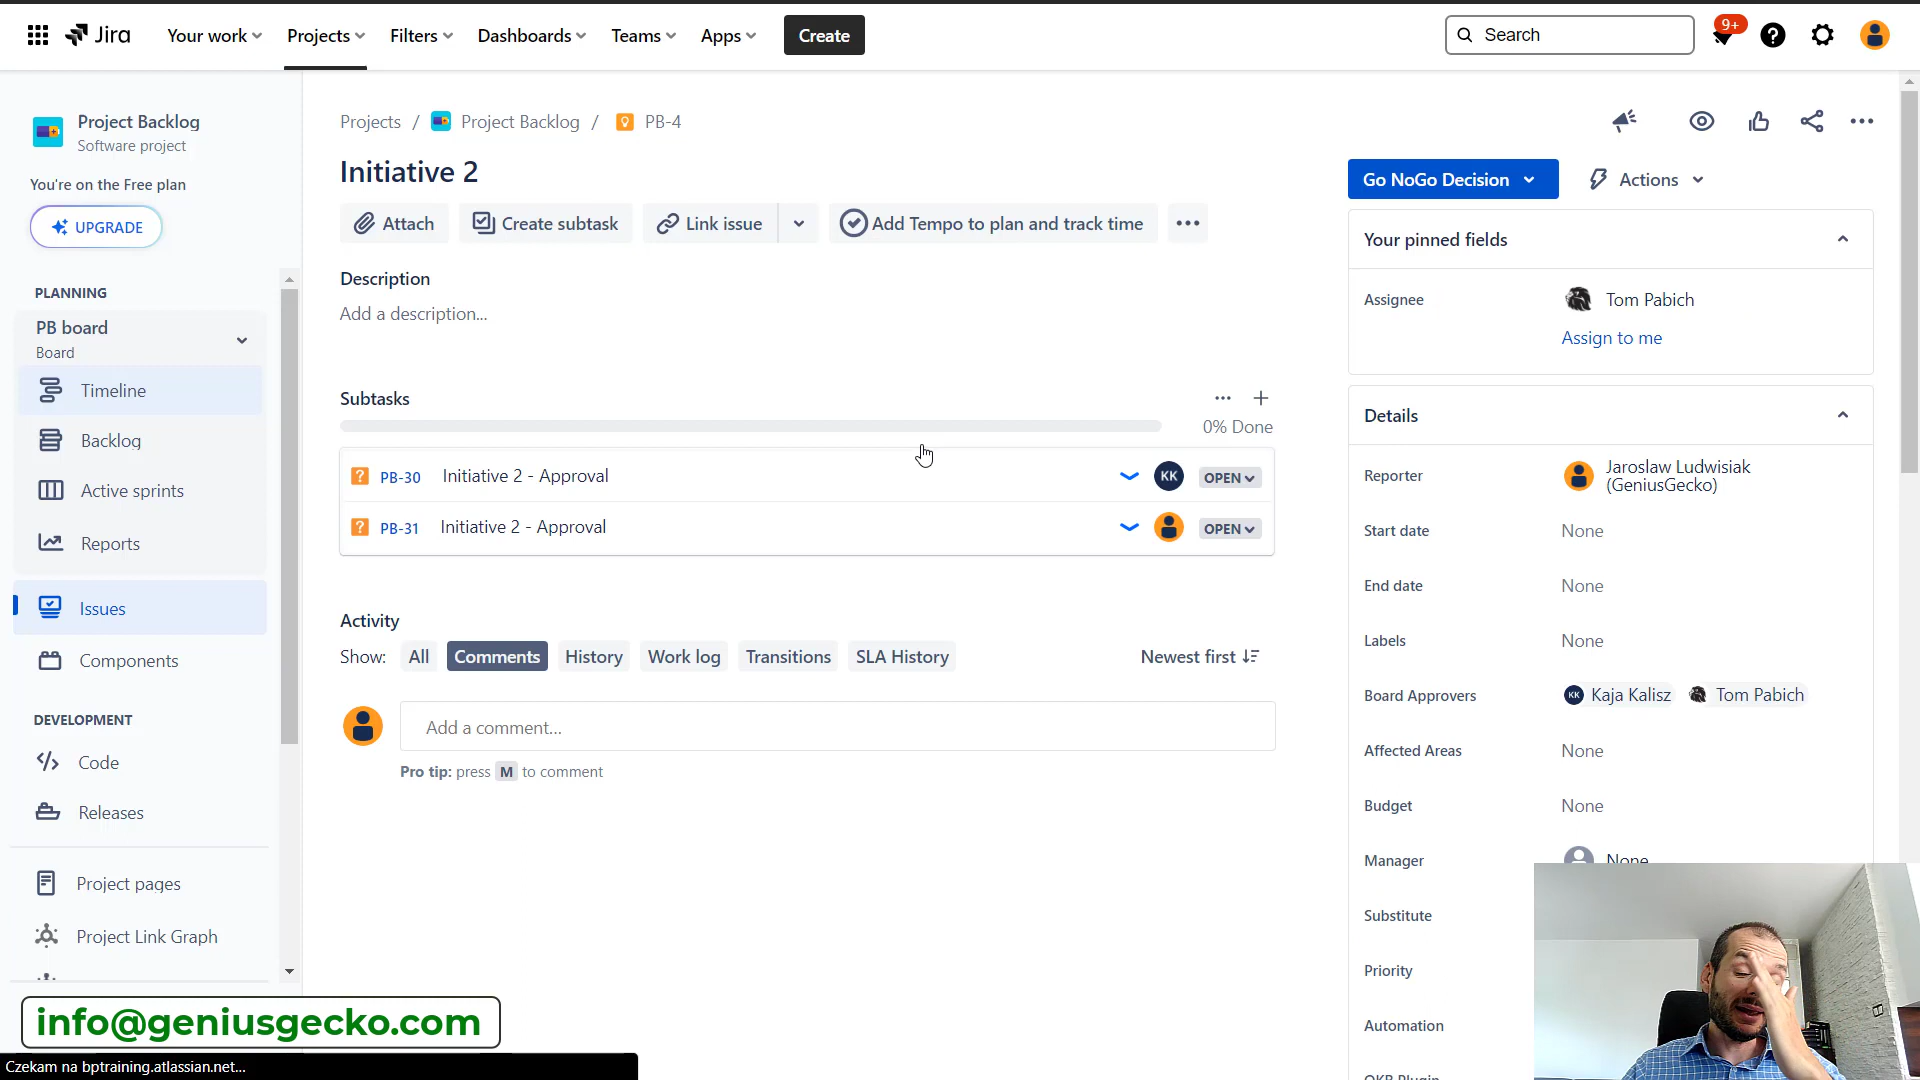 Jira
Your work
Projects
Filters
Dashboards
Teams
Apps
Create
Search
9+
Project Backlog
Software project
You're on the Free plan
UPGRADE
PLANNING
PB board
Board
Timeline
Backlog
Active sprints
Reports
Issues
Components
DEVELOPMENT
Code
Releases
Project pages
Project Link Graph
Projects / Project Backlog / PB-4
Initiative 2
Attach
Create subtask
Link issue
Add Tempo to plan and track time
Description
Add a description...
Subtasks
0% Done
PB-30 Initiative 2 - Approval KK OPEN
PB-31 Initiative 2 - Approval OPEN
Activity
Show: All Comments History Work log Transitions SLA History Newest first
Add a comment...
Pro tip: press M to comment
Go NoGo Decision
Actions
Your pinned fields
Assignee Tom Pabich
Assign to me
Details
Reporter Jaroslaw Ludwisiak
(GeniusGecko)
Start date None
End date None
Labels None
Board Approvers KK Kaja Kalisz Tom Pabich
Affected Areas None
Budget None
Manager None
Substitute
Priority
Automation
OKR Plugin
info@geniusgecko.com
Czekam na bptraining.atlassian.net...